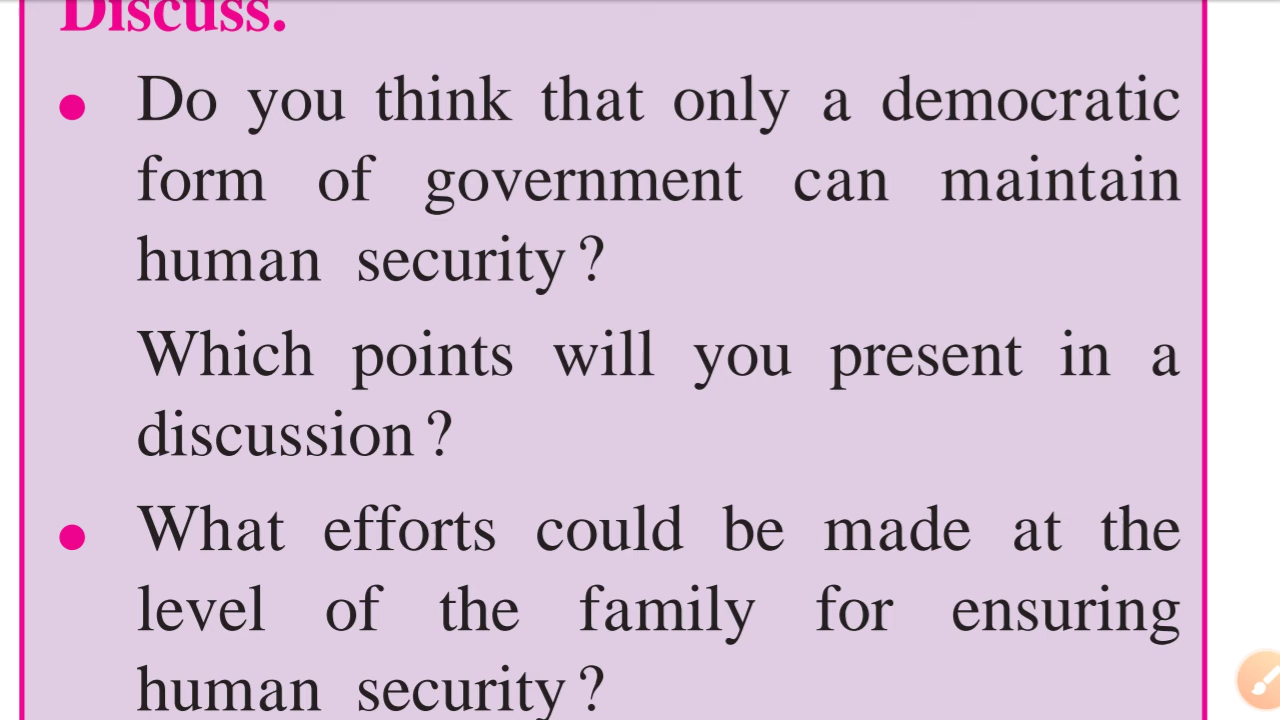 Discuss.
● Do you think that only a democratic
form of government can maintain
human security?
Which points will you present in a
discussion?
● What efforts could be made at the
level of the family for ensuring
human security?